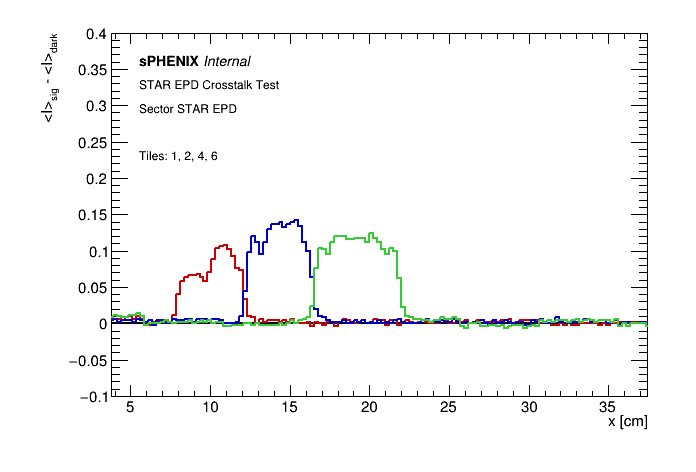 <I>sig - <I>dark
0.4
0.35
0.3
0.25
0.2
0.15
0.1
0.05
0
−0.05
−0.1
sPHENIX Internal
STAR EPD Crosstalk Test
Sector STAR EPD
Tiles: 1, 2, 4, 6
5 10 15 20 25 30 35
x [cm]